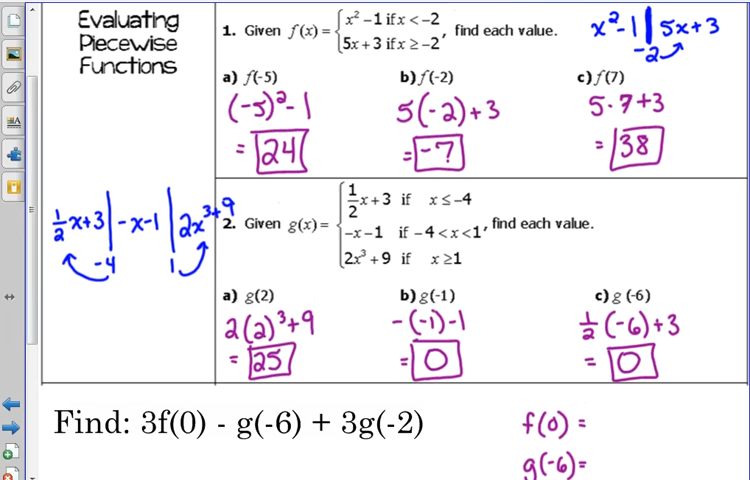 Evaluating
Piecewise
Functions
1. Given f(x) = { x² − 1 if x < −2
5x + 3 if x ≥ −2 , find each value.
x² − 1 | 5x + 3
−2
a) f(-5)
b) f(-2)
c) f(7)
(−5)² − 1
5(−2) + 3
5 · 7 + 3
= 24
= −7
= 38
½x + 3 | −x − 1 | 2x³ + 9
−4
1
2. Given g(x) = { ½x + 3 if x ≤ −4
−x − 1 if −4 < x < 1 , find each value.
2x³ + 9 if x ≥ 1
a) g(2)
b) g(-1)
c) g (-6)
2(2)³ + 9
−(−1) − 1
½(−6) + 3
= 25
= 0
= 0
Find: 3f(0) - g(-6) + 3g(-2)
f(0) =
g(−6) =